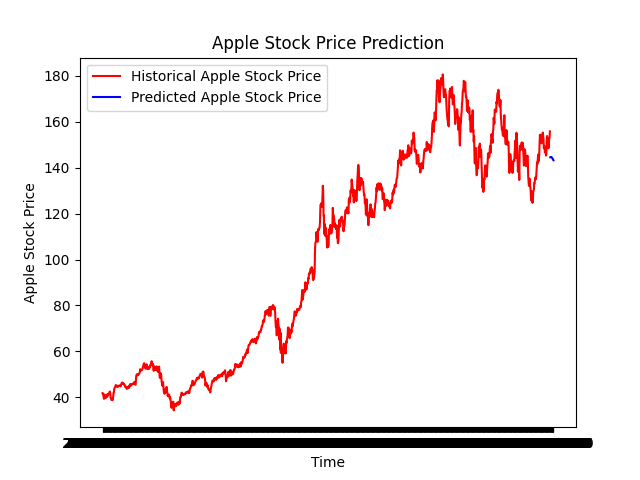 Apple Stock Price Prediction
Historical Apple Stock Price
Predicted Apple Stock Price
180
160
140
120
100
80
60
40
Apple Stock Price
Time